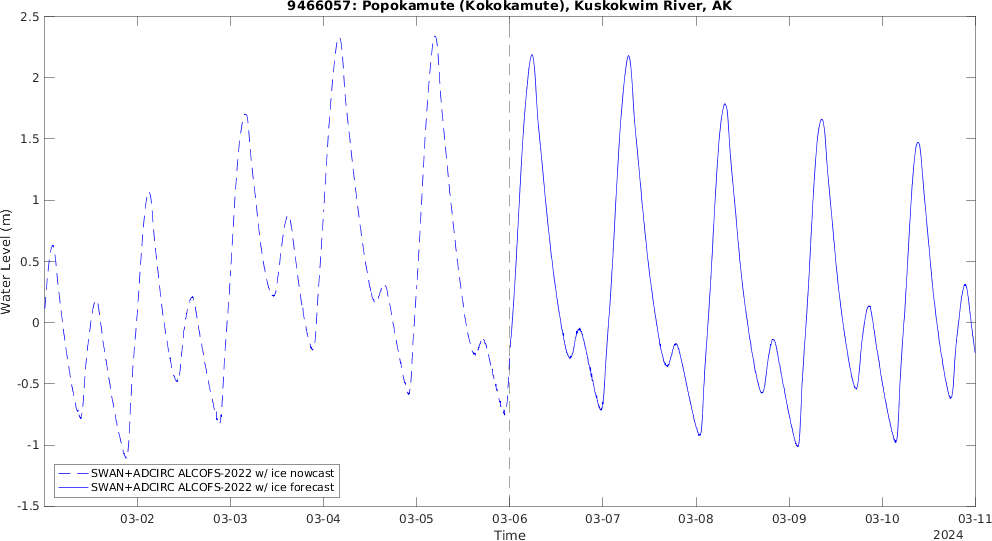 9466057: Popokamute (Kokokamute), Kuskokwim River, AK
2.5
2
1.5
1
0.5
0
-0.5
-1
-1.5
Water Level (m)
SWAN+ADCIRC ALCOFS-2022 w/ ice nowcast
SWAN+ADCIRC ALCOFS-2022 w/ ice forecast
03-02 03-03 03-04 03-05 03-06 03-07 03-08 03-09 03-10 03-11
Time
2024